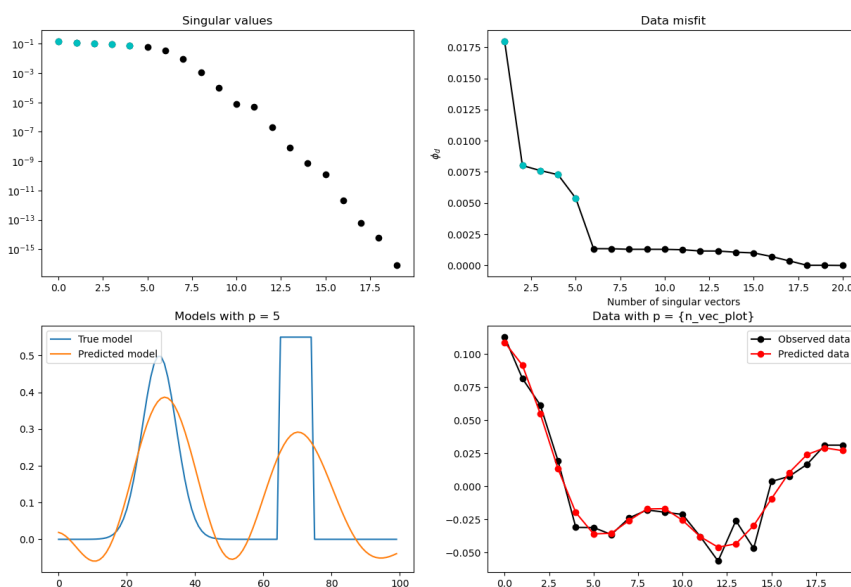 Singular values
10^-1
10^-3
10^-5
10^-7
10^-9
10^-11
10^-13
10^-15
0.0 2.5 5.0 7.5 10.0 12.5 15.0 17.5
Data misfit
ϕ_d
0.0175
0.0150
0.0125
0.0100
0.0075
0.0050
0.0025
0.0000
2.5 5.0 7.5 10.0 12.5 15.0 17.5 20.0
Number of singular vectors
Models with p = 5
True model
Predicted model
0.5
0.4
0.3
0.2
0.1
0.0
0 20 40 60 80 100
Data with p = {n_vec_plot}
Observed data
Predicted data
0.100
0.075
0.050
0.025
0.000
−0.025
−0.050
0.0 2.5 5.0 7.5 10.0 12.5 15.0 17.5